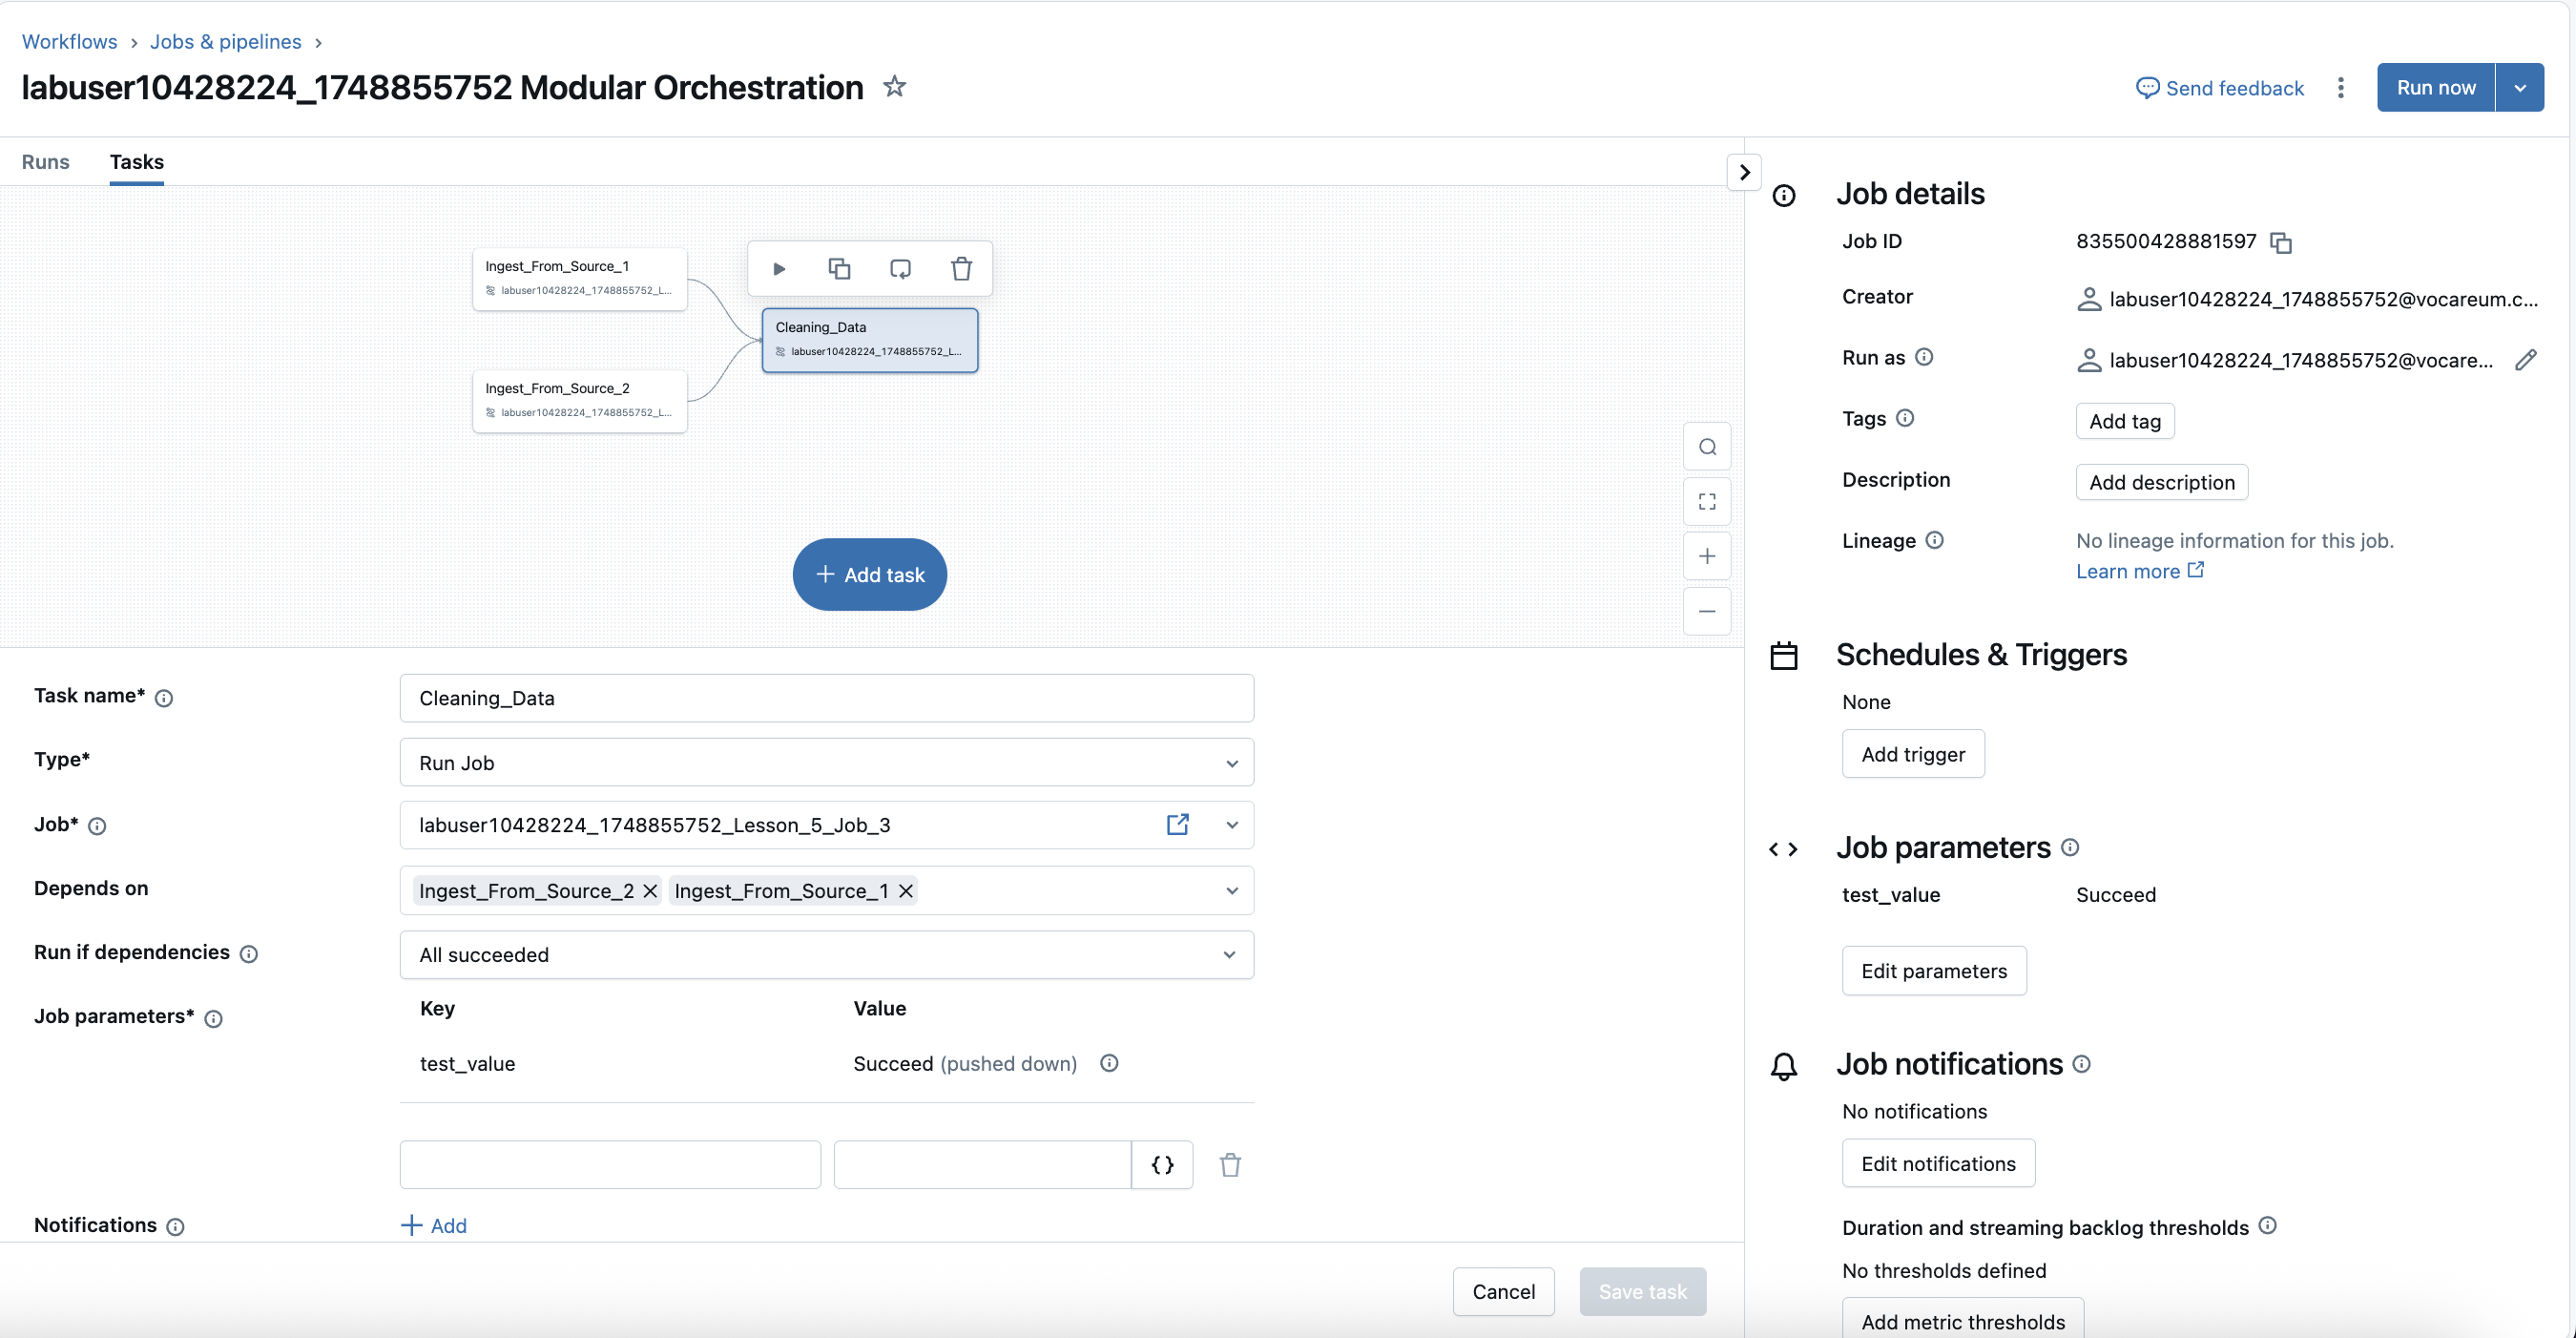 Workflows > Jobs & pipelines >
labuser10428224_1748855752 Modular Orchestration
Send feedback
Run now
Runs
Tasks
Ingest_From_Source_1
labuser10428224_1748855752_L...
Cleaning_Data
labuser10428224_1748855752_L...
Ingest_From_Source_2
labuser10428224_1748855752_L...
+ Add task
Task name*
Cleaning_Data
Type*
Run Job
Job*
labuser10428224_1748855752_Lesson_5_Job_3
Depends on
Ingest_From_Source_2 × Ingest_From_Source_1 ×
Run if dependencies
All succeeded
Job parameters*
Key Value
test_value Succeed (pushed down)
{}
Notifications
+ Add
Cancel
Save task
Job details
Job ID 835500428881597
Creator labuser10428224_1748855752@vocareum.c...
Run as labuser10428224_1748855752@vocare...
Tags Add tag
Description Add description
Lineage No lineage information for this job.
Learn more
Schedules & Triggers
None
Add trigger
Job parameters
test_value Succeed
Edit parameters
Job notifications
No notifications
Edit notifications
Duration and streaming backlog thresholds
No thresholds defined
Add metric thresholds